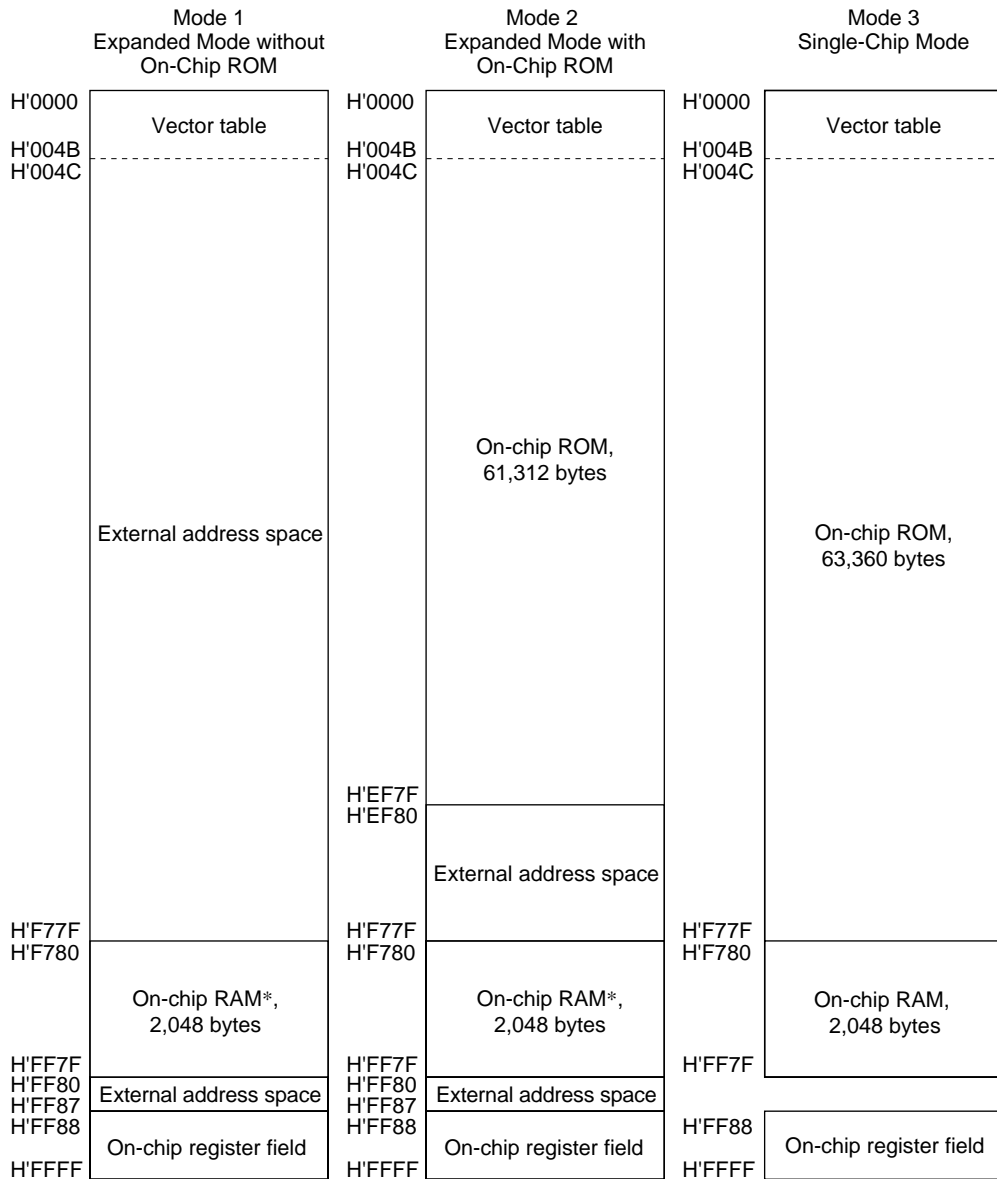 Mode 1
Expanded Mode without
On-Chip ROM
H'0000
Vector table
H'004B
H'004C
External address space
H'F77F
H'F780
On-chip RAM*,
2,048 bytes
H'FF7F
H'FF80
External address space
H'FF87
H'FF88
On-chip register field
H'FFFF
Mode 2
Expanded Mode with
On-Chip ROM
H'0000
Vector table
H'004B
H'004C
On-chip ROM,
61,312 bytes
H'EF7F
H'EF80
External address space
H'F77F
H'F780
On-chip RAM*,
2,048 bytes
H'FF7F
H'FF80
External address space
H'FF87
H'FF88
On-chip register field
H'FFFF
Mode 3
Single-Chip Mode
H'0000
Vector table
H'004B
H'004C
On-chip ROM,
63,360 bytes
H'F77F
H'F780
On-chip RAM,
2,048 bytes
H'FF7F
H'FF88
On-chip register field
H'FFFF